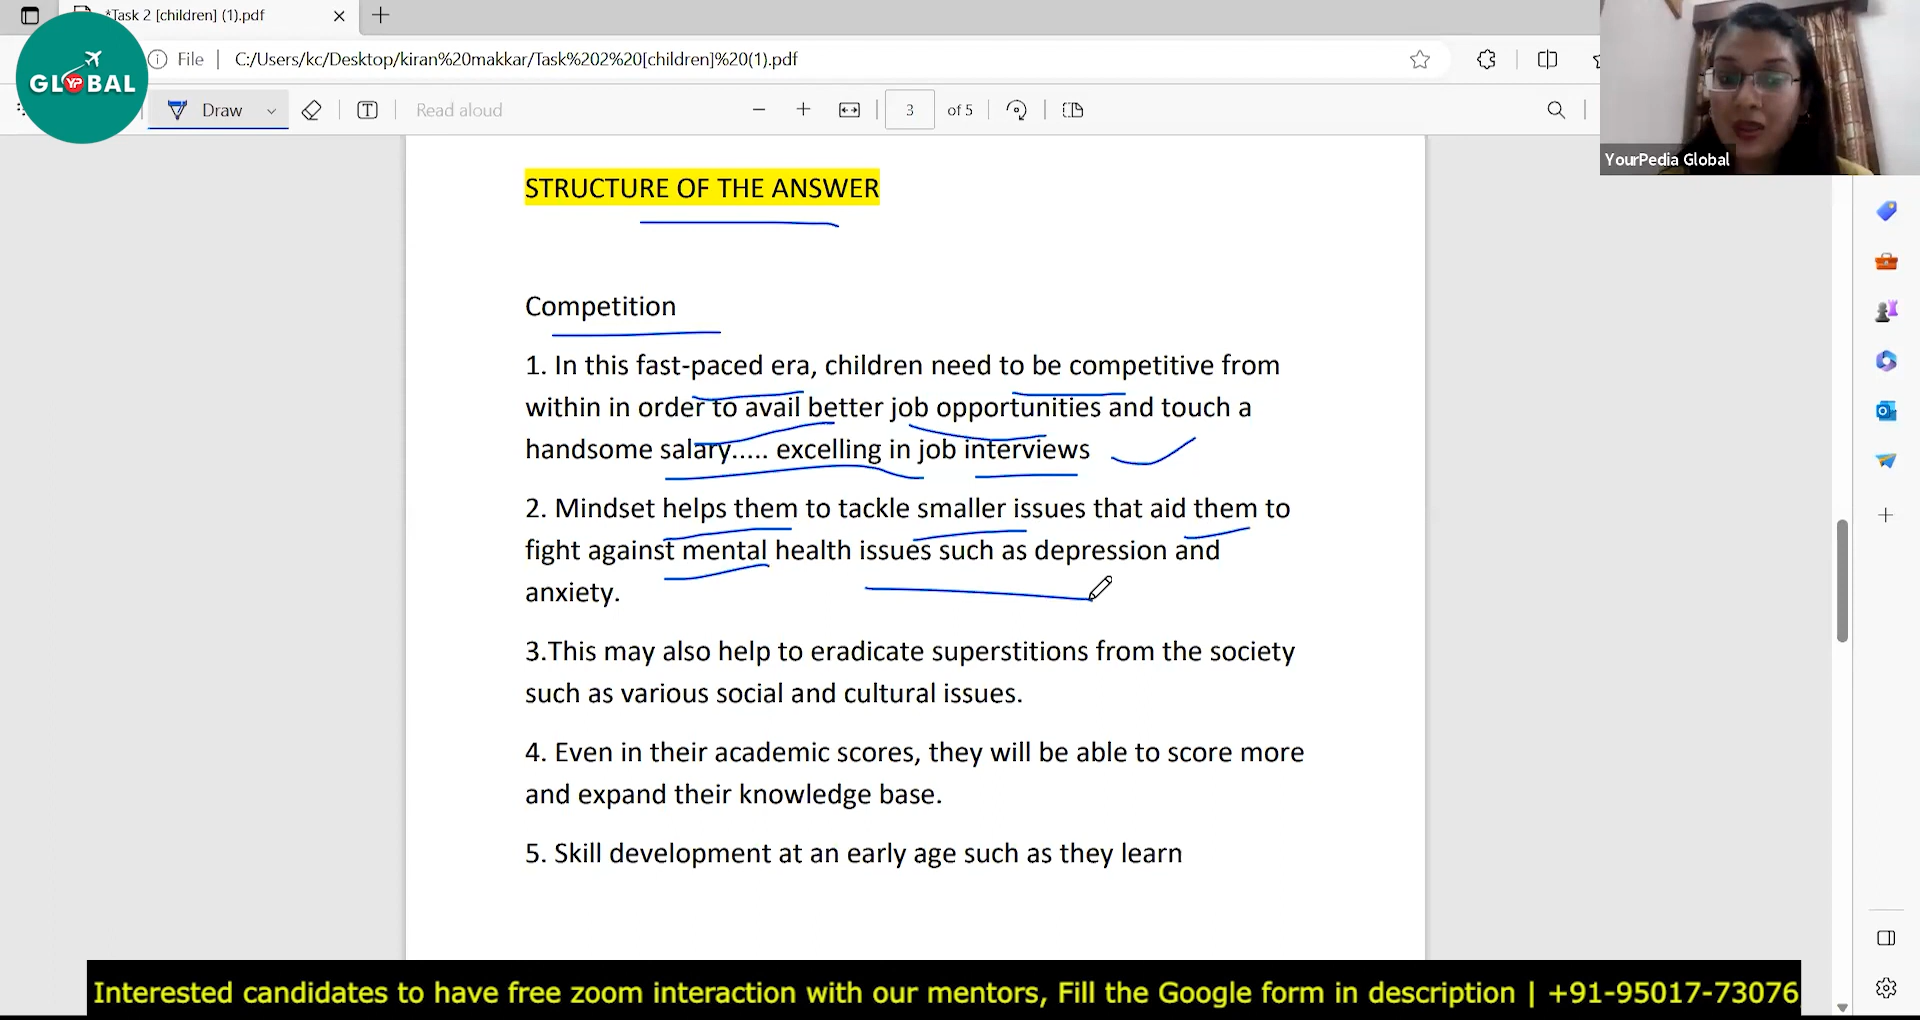 *Task 2 [children] (1).pdf
File
C:/Users/kc/Desktop/kiran%20makkar/Task%202%20[children]%20(1).pdf
GLOBAL
YP
Draw
Read aloud
3 of 5
YourPedia Global
STRUCTURE OF THE ANSWER
Competition
1. In this fast-paced era, children need to be competitive from
within in order to avail better job opportunities and touch a
handsome salary..... excelling in job interviews
2. Mindset helps them to tackle smaller issues that aid them to
fight against mental health issues such as depression and
anxiety.
3.This may also help to eradicate superstitions from the society
such as various social and cultural issues.
4. Even in their academic scores, they will be able to score more
and expand their knowledge base.
5. Skill development at an early age such as they learn
Interested candidates to have free zoom interaction with our mentors, Fill the Google form in description | +91-95017-73076